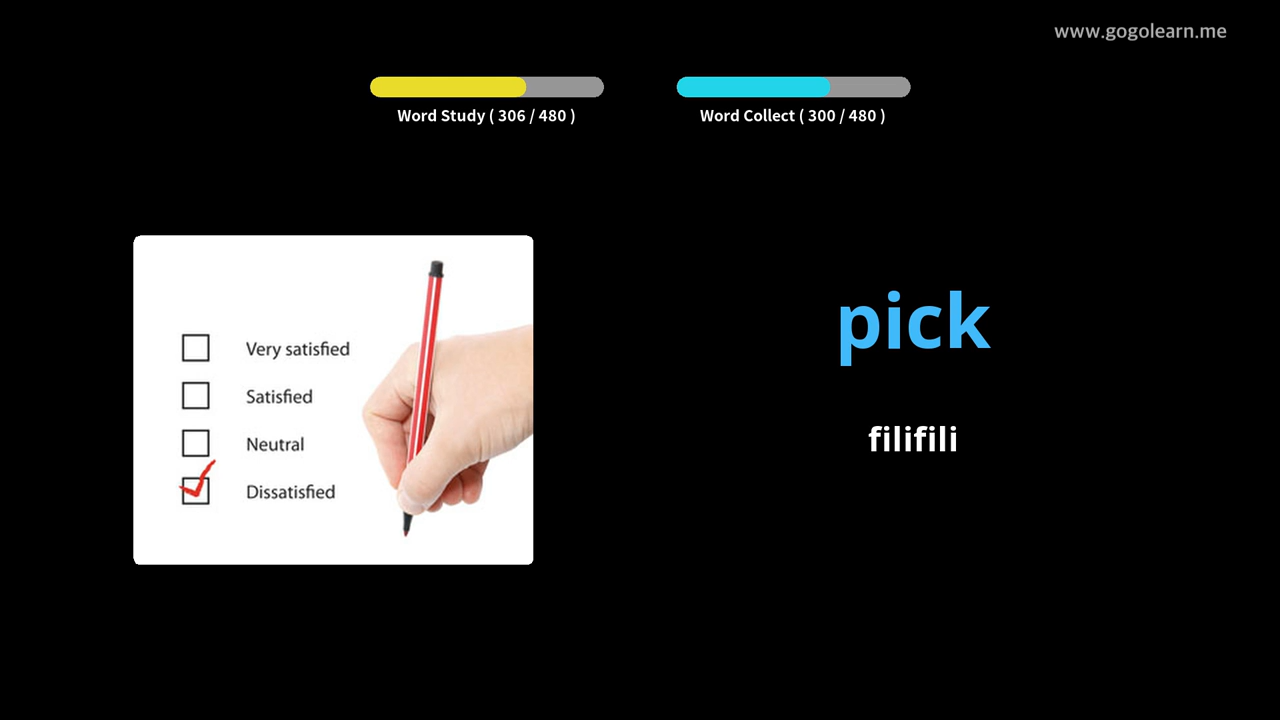 www.gogolearn.me
Word Study ( 306 / 480 )
Word Collect ( 300 / 480 )
Very satisfied
Satisfied
Neutral
Dissatisfied
pick
filifili